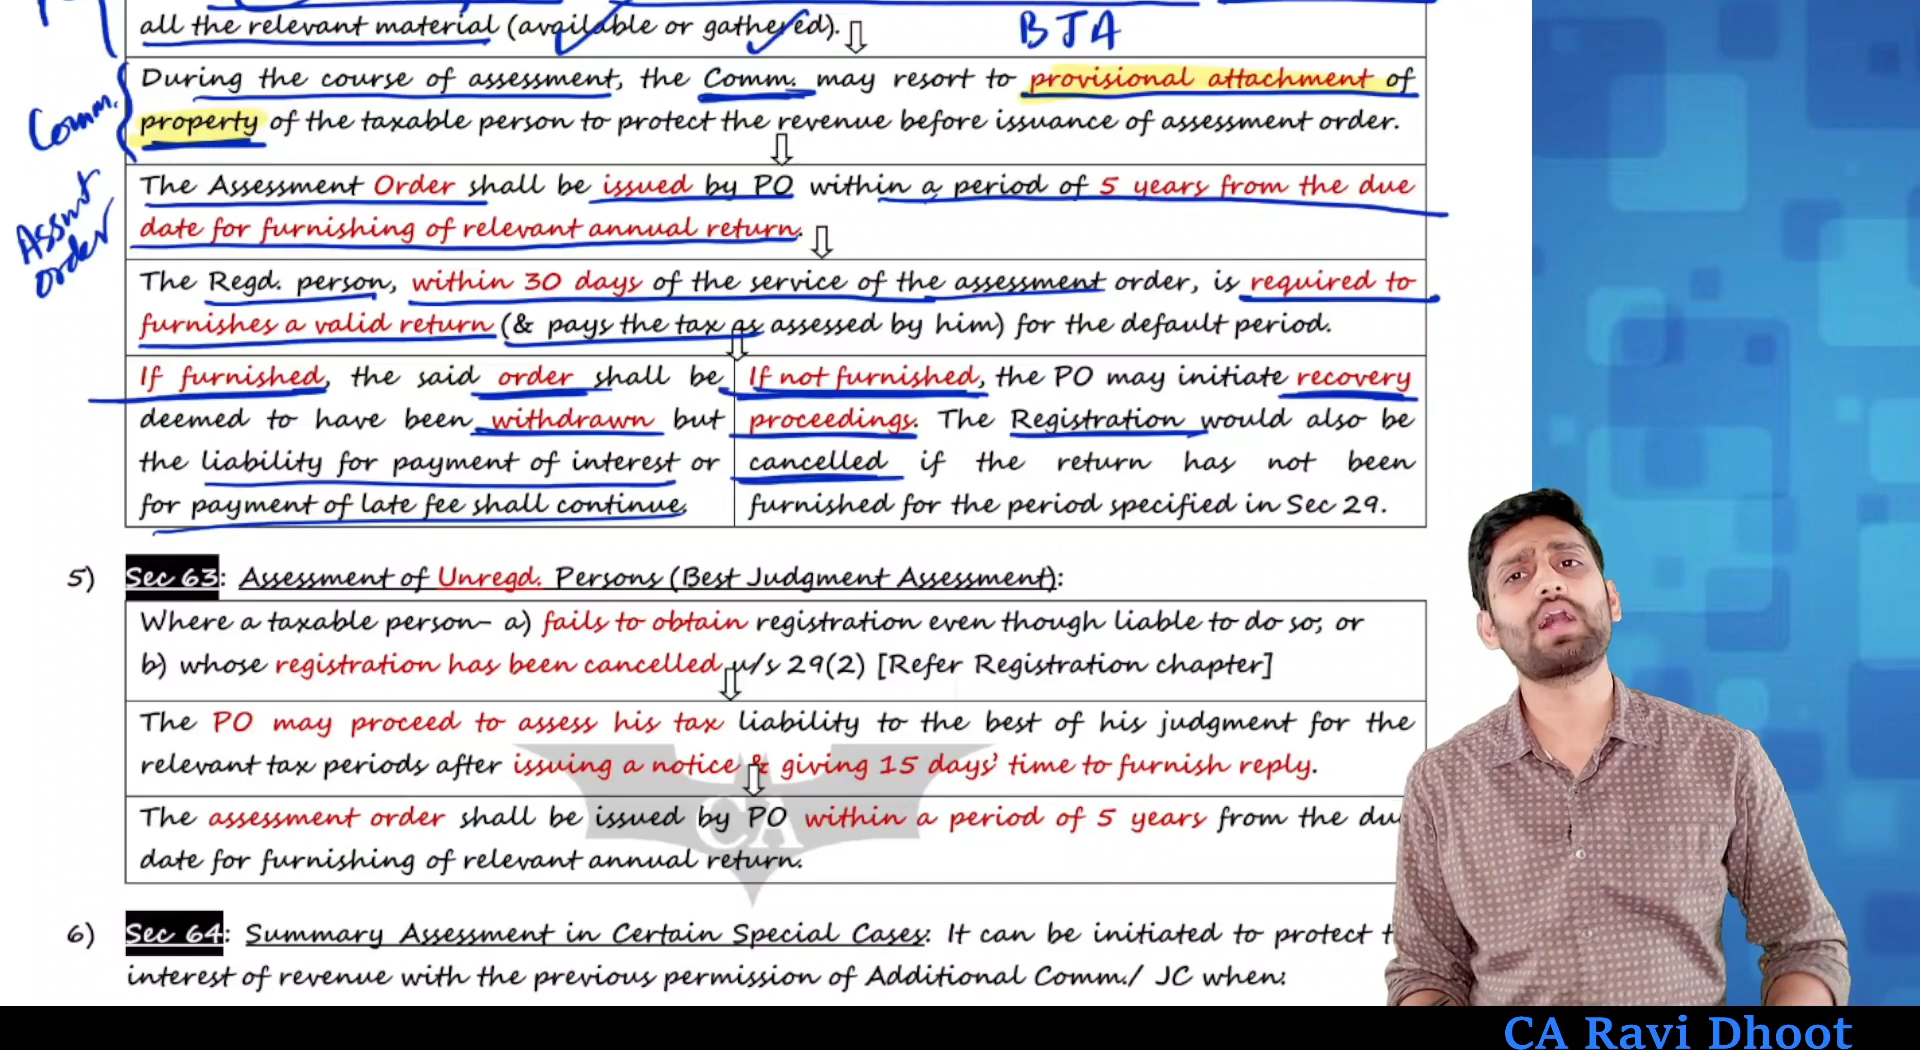 all the relevant material (available or gathered).
BJA
During the course of assessment, the Comm. may resort to provisional attachment of
Comm.
property of the taxable person to protect the revenue before issuance of assessment order.
The Assessment Order shall be issued by PO within a period of 5 years from the due
date for furnishing of relevant annual return.
Order
The Regd. person, within 30 days of the service of the assessment order, is required to
furnishes a valid return (& pays the tax as assessed by him) for the default period.
If furnished, the said order shall be
deemed to have been withdrawn but
the liability for payment of interest or
for payment of late fee shall continue.
If not furnished, the PO may initiate recovery
proceedings. The Registration would also be
cancelled if the return has not been
furnished for the period specified in Sec 29.
5) Sec 63: Assessment of Unregd. Persons (Best Judgment Assessment):
Where a taxable person- a) fails to obtain registration even though liable to do so; or
b) whose registration has been cancelled u/s 29(2) [Refer Registration chapter]
The PO may proceed to assess his tax liability to the best of his judgment for the
relevant tax periods after issuing a notice & giving 15 days' time to furnish reply.
The assessment order shall be issued by PO within a period of 5 years from the du
date for furnishing of relevant annual return.
CA
6) Sec 64: Summary Assessment in Certain Special Cases: It can be initiated to protect t
interest of revenue with the previous permission of Additional Comm./ JC when:
CA Ravi Dhoot